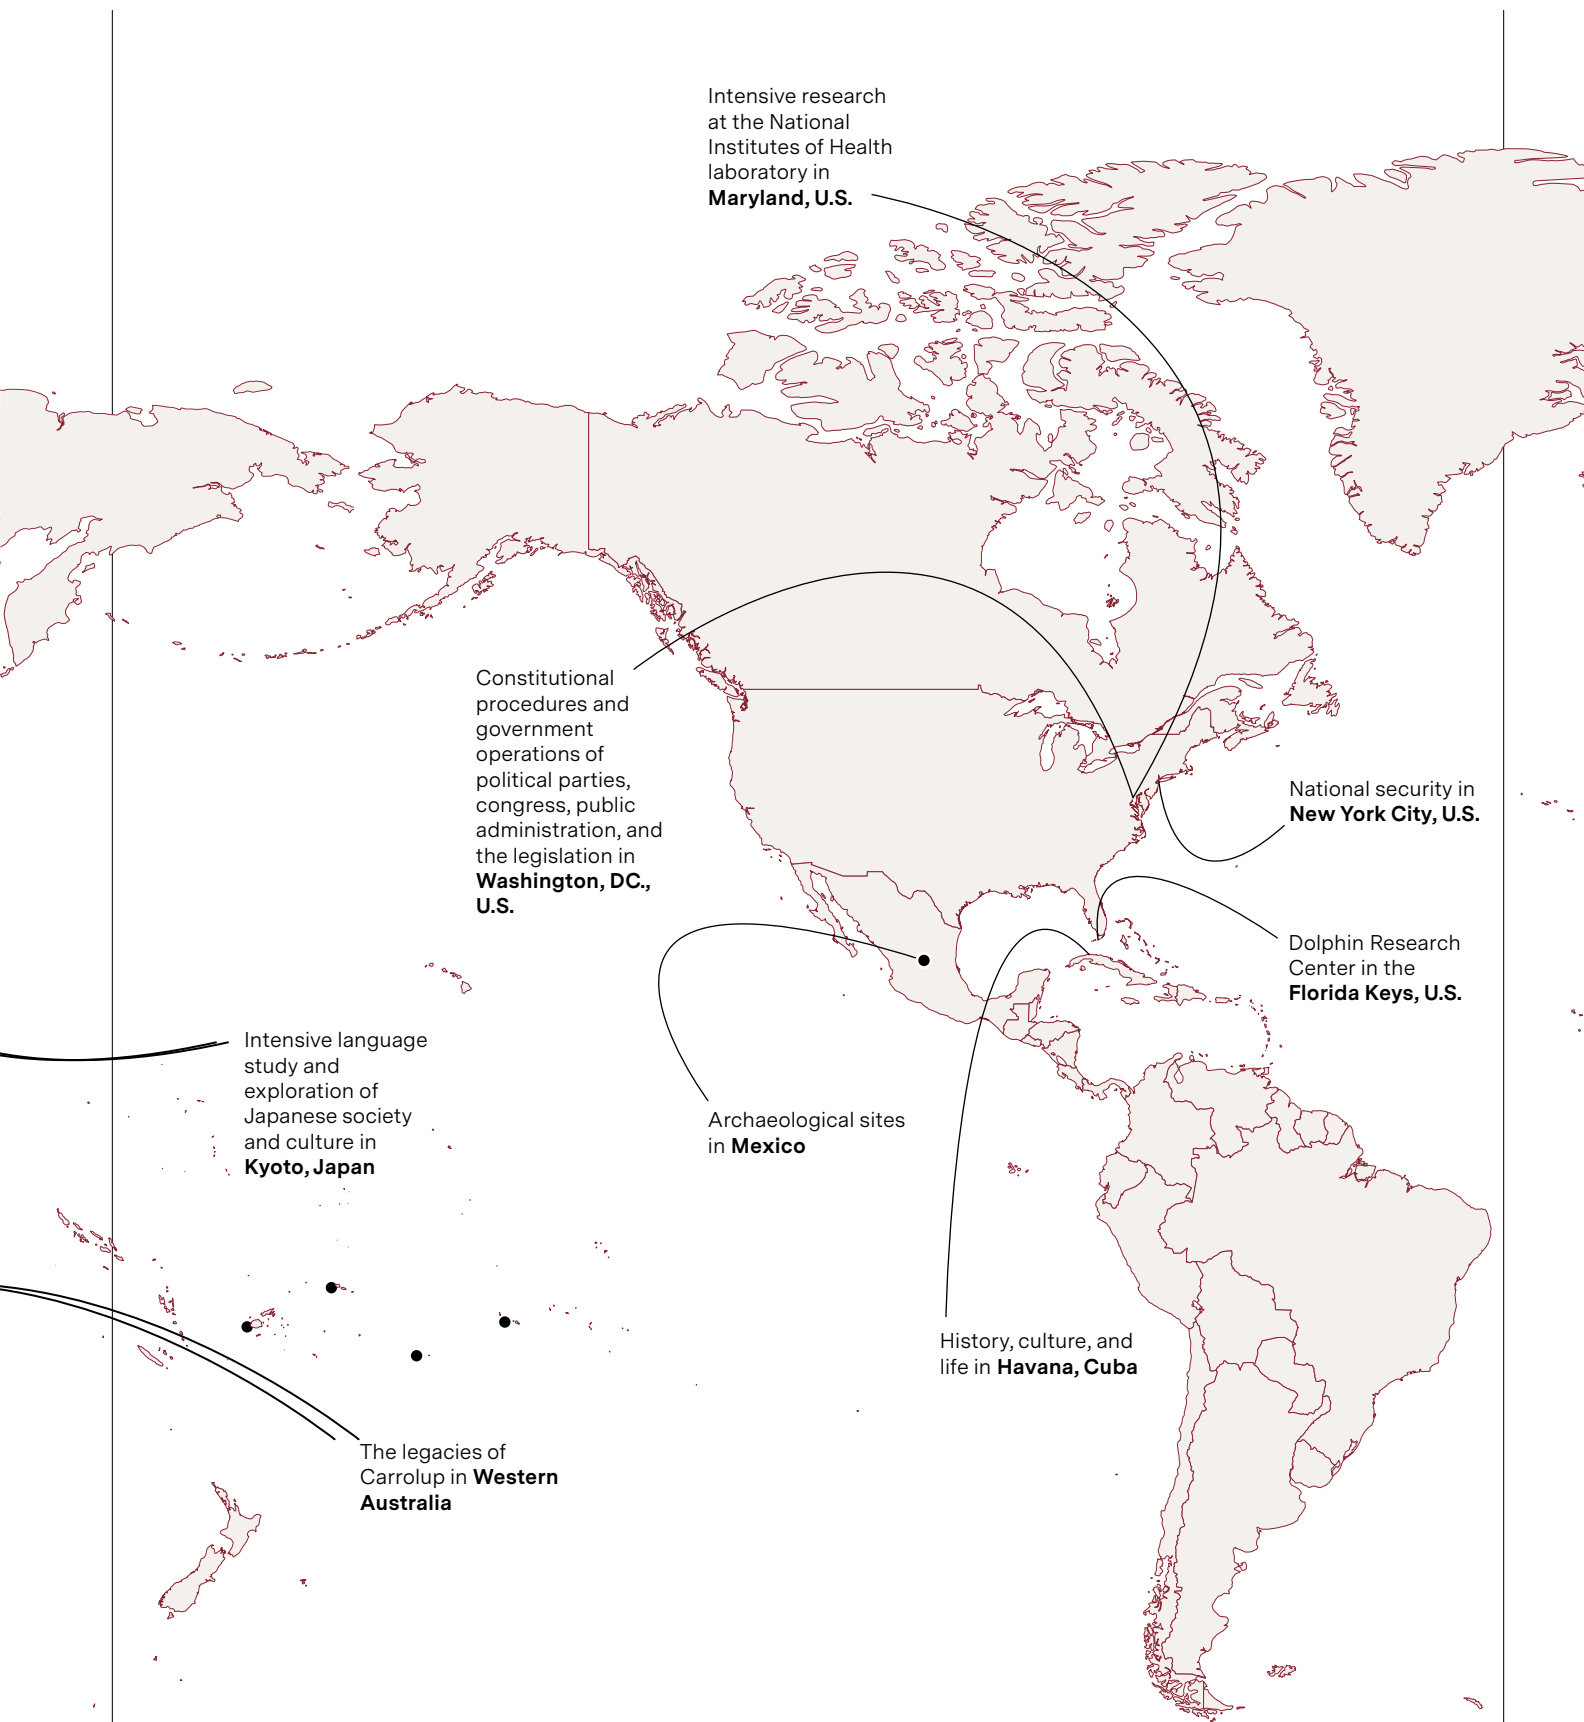 Intensive research
at the National
Institutes of Health
laboratory in
Maryland, U.S.
Constitutional
procedures and
government
operations of
political parties,
congress, public
administration, and
the legislation in
Washington, DC.,
U.S.
National security in
New York City, U.S.
Dolphin Research
Center in the
Florida Keys, U.S.
Intensive language
study and
exploration of
Japanese society
and culture in
Kyoto, Japan
Archaeological sites
in Mexico
History, culture, and
life in Havana, Cuba
The legacies of
Carrolup in Western
Australia